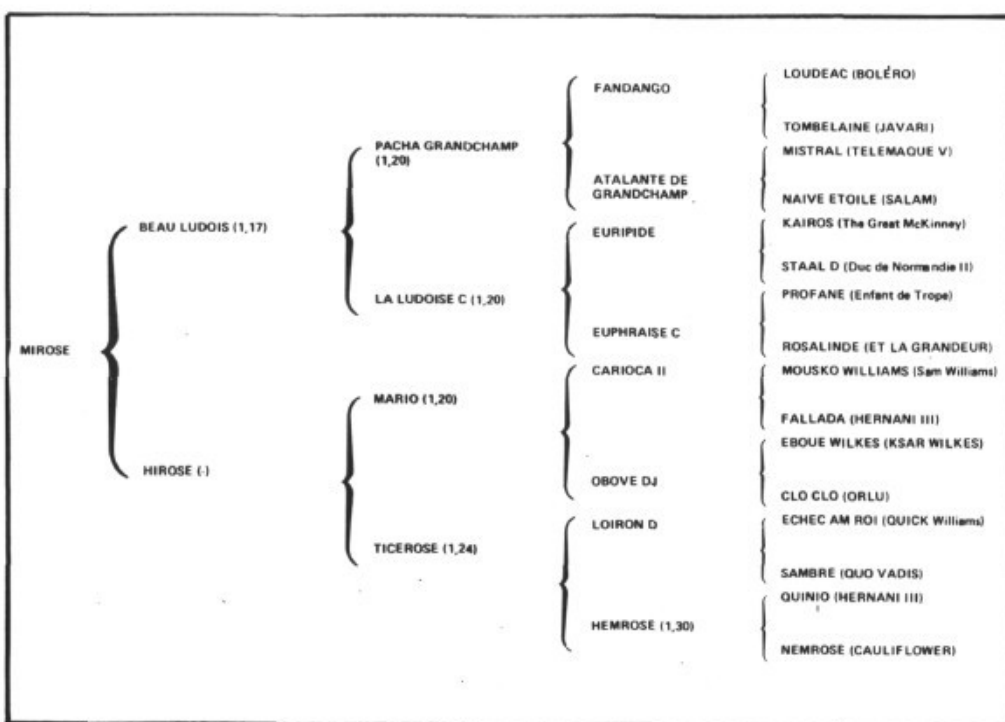 LOUDEAC (BOLÉRO)
FANDANGO
TOMBELAINE (JAVARI)
PACHA GRANDCHAMP
(1,20)
MISTRAL (TELEMAQUE V)
ATALANTE DE
GRANDCHAMP
NAIVE ETOILE (SALAM)
BEAU LUDOIS (1,17)
KAIROS (The Great McKinney)
EURIPIDE
STAAL D (Duc de Normandie II)
LA LUDOISE C (1,20)
PROFANE (Enfant de Trope)
EUPHRAISE C
ROSALINDE (ET LA GRANDEUR)
MIROSE
MOUSKO WILLIAMS (Sam Williams)
CARIOCA II
MARIO (1,20)
FALLADA (HERNANI III)
EBOUE WILKES (KSAR WILKES)
HIROSE (-)
OBOVE DJ
CLO CLO (ORLU)
ECHEC AM ROI (QUICK Williams)
LOIRON D
TICEROSE (1,24)
SAMBRE (QUO VADIS)
QUINIO (HERNANI III)
HEMROSE (1,30)
NEMROSE (CAULIFLOWER)